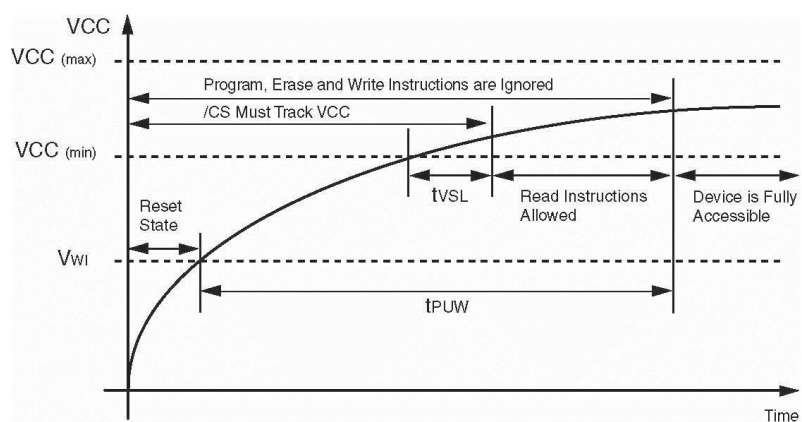 VCC
VCC (max)
Program, Erase and Write Instructions are Ignored
/CS Must Track VCC
VCC (min)
tVSL
Read Instructions
Allowed
Device is Fully
Accessible
Reset
State
VWI
tPUW
Time